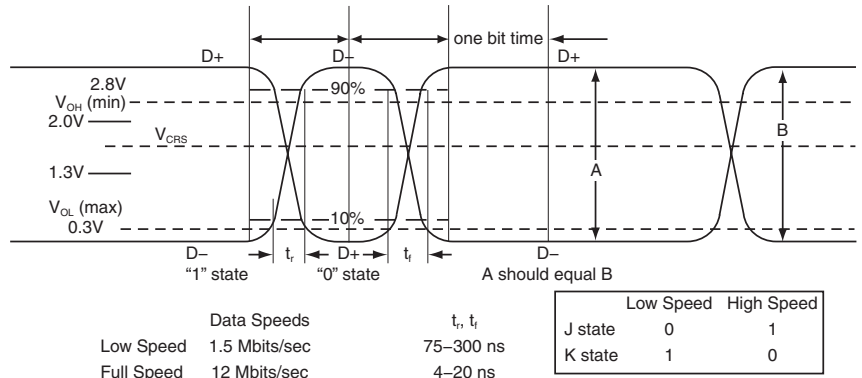 one bit time
D+ D– D+
2.8V
90%
V_OH (min)
2.0V
V_CRS
A
B
1.3V
V_OL (max)
10%
0.3V
D– t_r D+ t_f D–
“1” state “0” state A should equal B
Low Speed High Speed
J state 0 1
K state 1 0
Data Speeds t_r, t_f
Low Speed 1.5 Mbits/sec 75–300 ns
Full Speed 12 Mbits/sec 4–20 ns